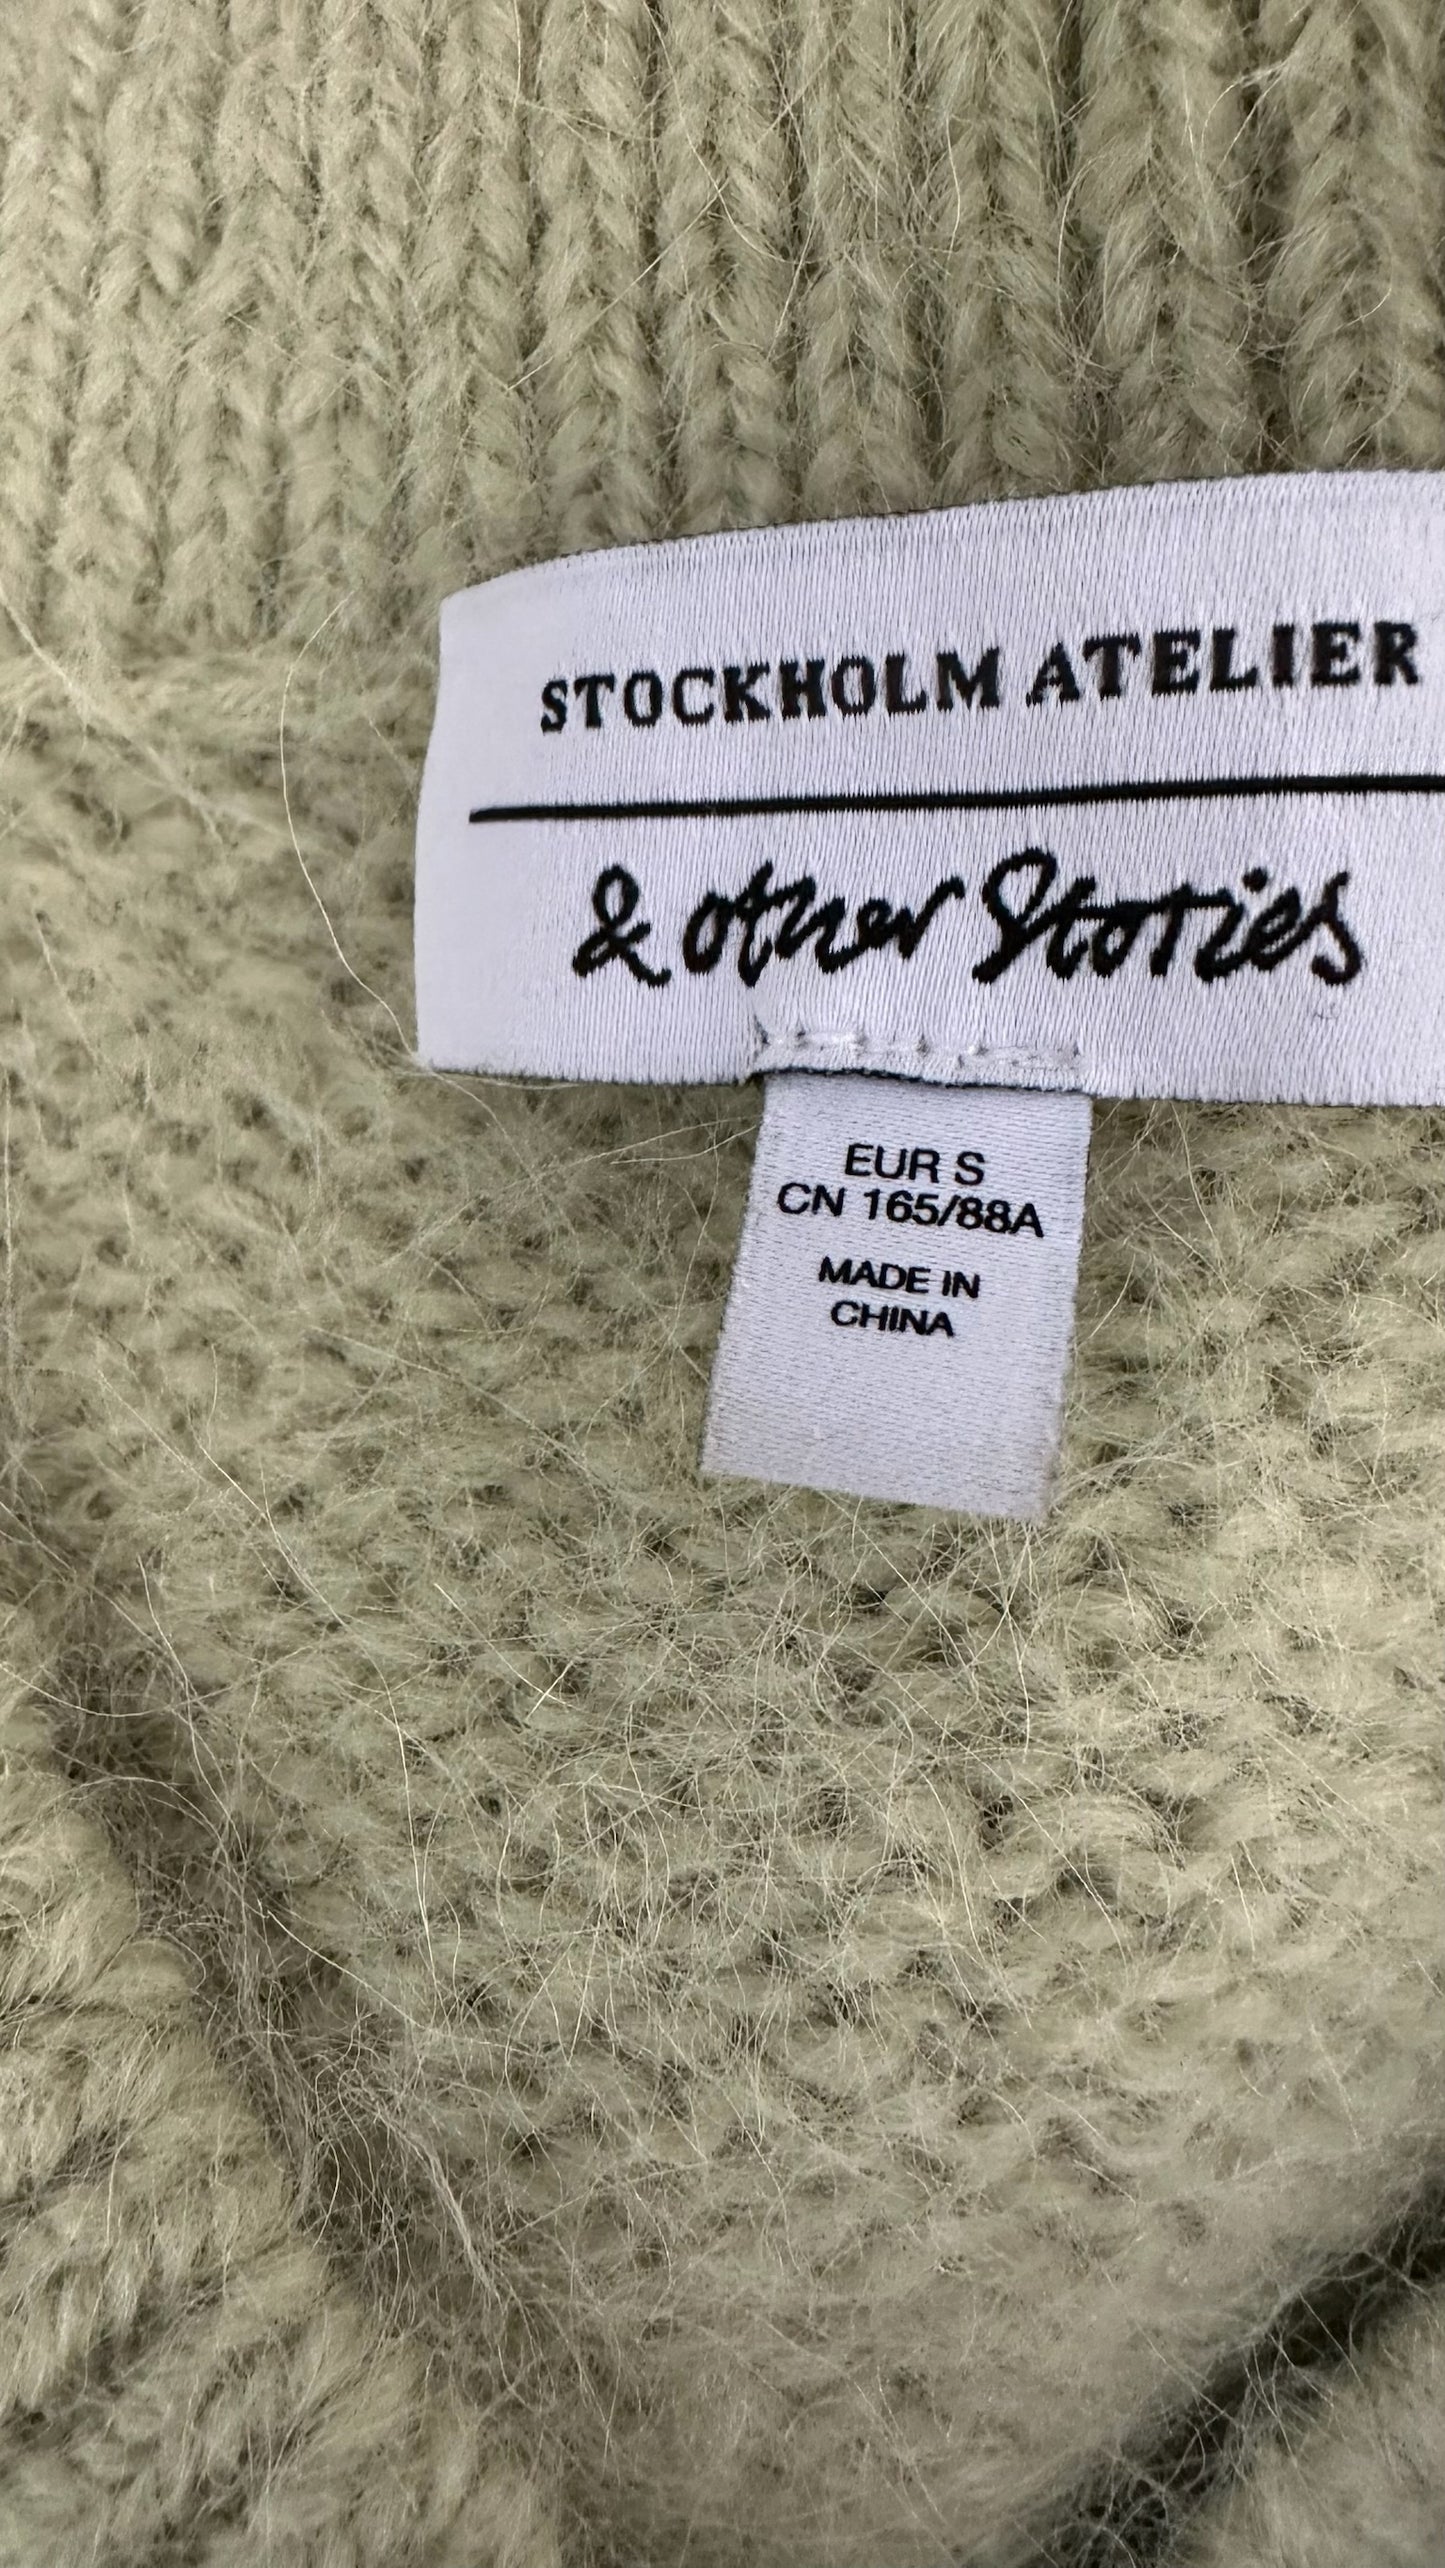 STOCKHOLM ATELIER
& other Stories
EUR S
CN 165/88A
MADE IN
CHINA